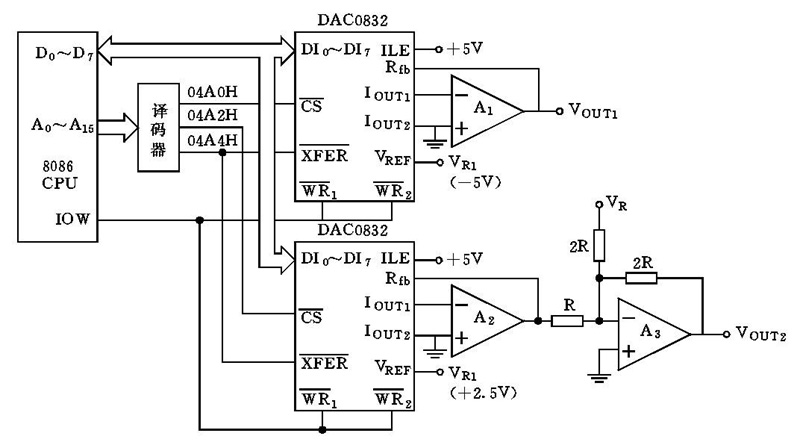 DAC0832
D₀～D₇
DI₀～DI₇
ILE
+5V
Rfb
译码器
04A0H
04A2H
04A4H
CS
IOUT1
A₁
VOUT1
A₀～A₁₅
IOUT2
8086
CPU
XFER
VREF
VR1
(−5V)
WR₁
WR₂
IOW
DAC0832
VR
DI₀～DI₇
ILE
+5V
2R
2R
Rfb
CS
IOUT1
A₂
R
IOUT2
A₃
VOUT2
XFER
VREF
VR1
(+2.5V)
WR₁
WR₂
−
+
−
+
−
+